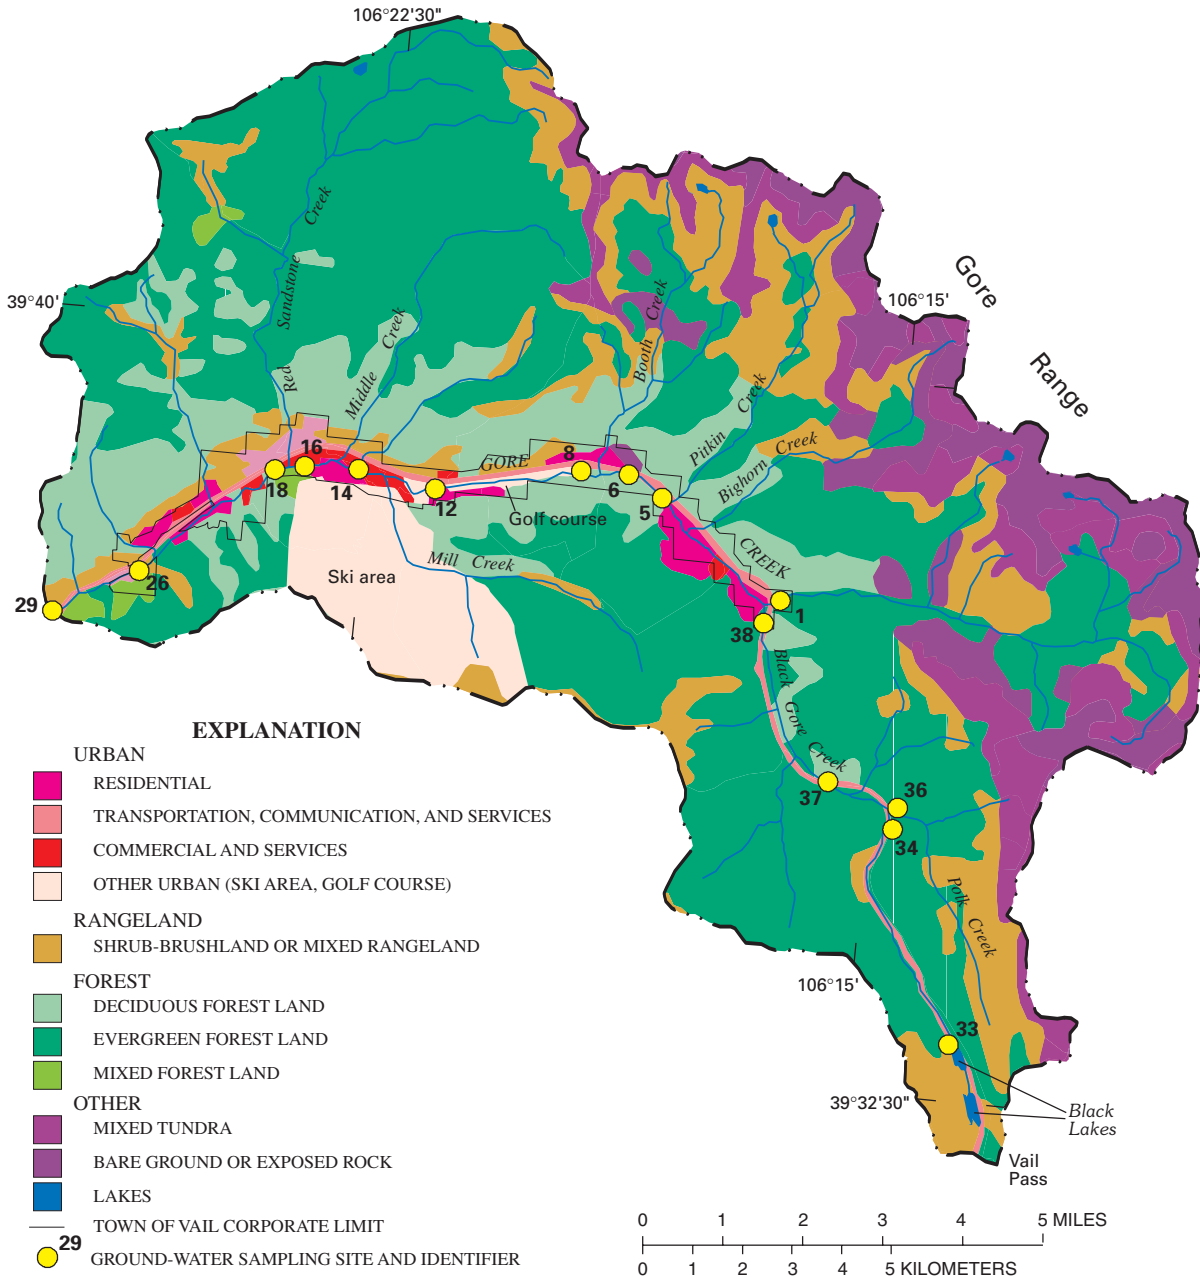 106°22'30"
39°40'
Creek
Sandstone
Red
Middle
Creek
Booth
Creek
Pitkin
Creek
Bighorn
Creek
Gore
Range
106°15'
GORE
CREEK
Golf course
Mill Creek
Ski area
16
18
14
12
8
6
5
26
29
1
38
Black
Gore
Creek
37
36
34
Polk
Creek
33
106°15'
39°32'30"
Black
Lakes
Vail
Pass
EXPLANATION
URBAN
RESIDENTIAL
TRANSPORTATION, COMMUNICATION, AND SERVICES
COMMERCIAL AND SERVICES
OTHER URBAN (SKI AREA, GOLF COURSE)
RANGELAND
SHRUB-BRUSHLAND OR MIXED RANGELAND
FOREST
DECIDUOUS FOREST LAND
EVERGREEN FOREST LAND
MIXED FOREST LAND
OTHER
MIXED TUNDRA
BARE GROUND OR EXPOSED ROCK
LAKES
TOWN OF VAIL CORPORATE LIMIT
29 GROUND-WATER SAMPLING SITE AND IDENTIFIER
0 1 2 3 4 5 MILES
0 1 2 3 4 5 KILOMETERS